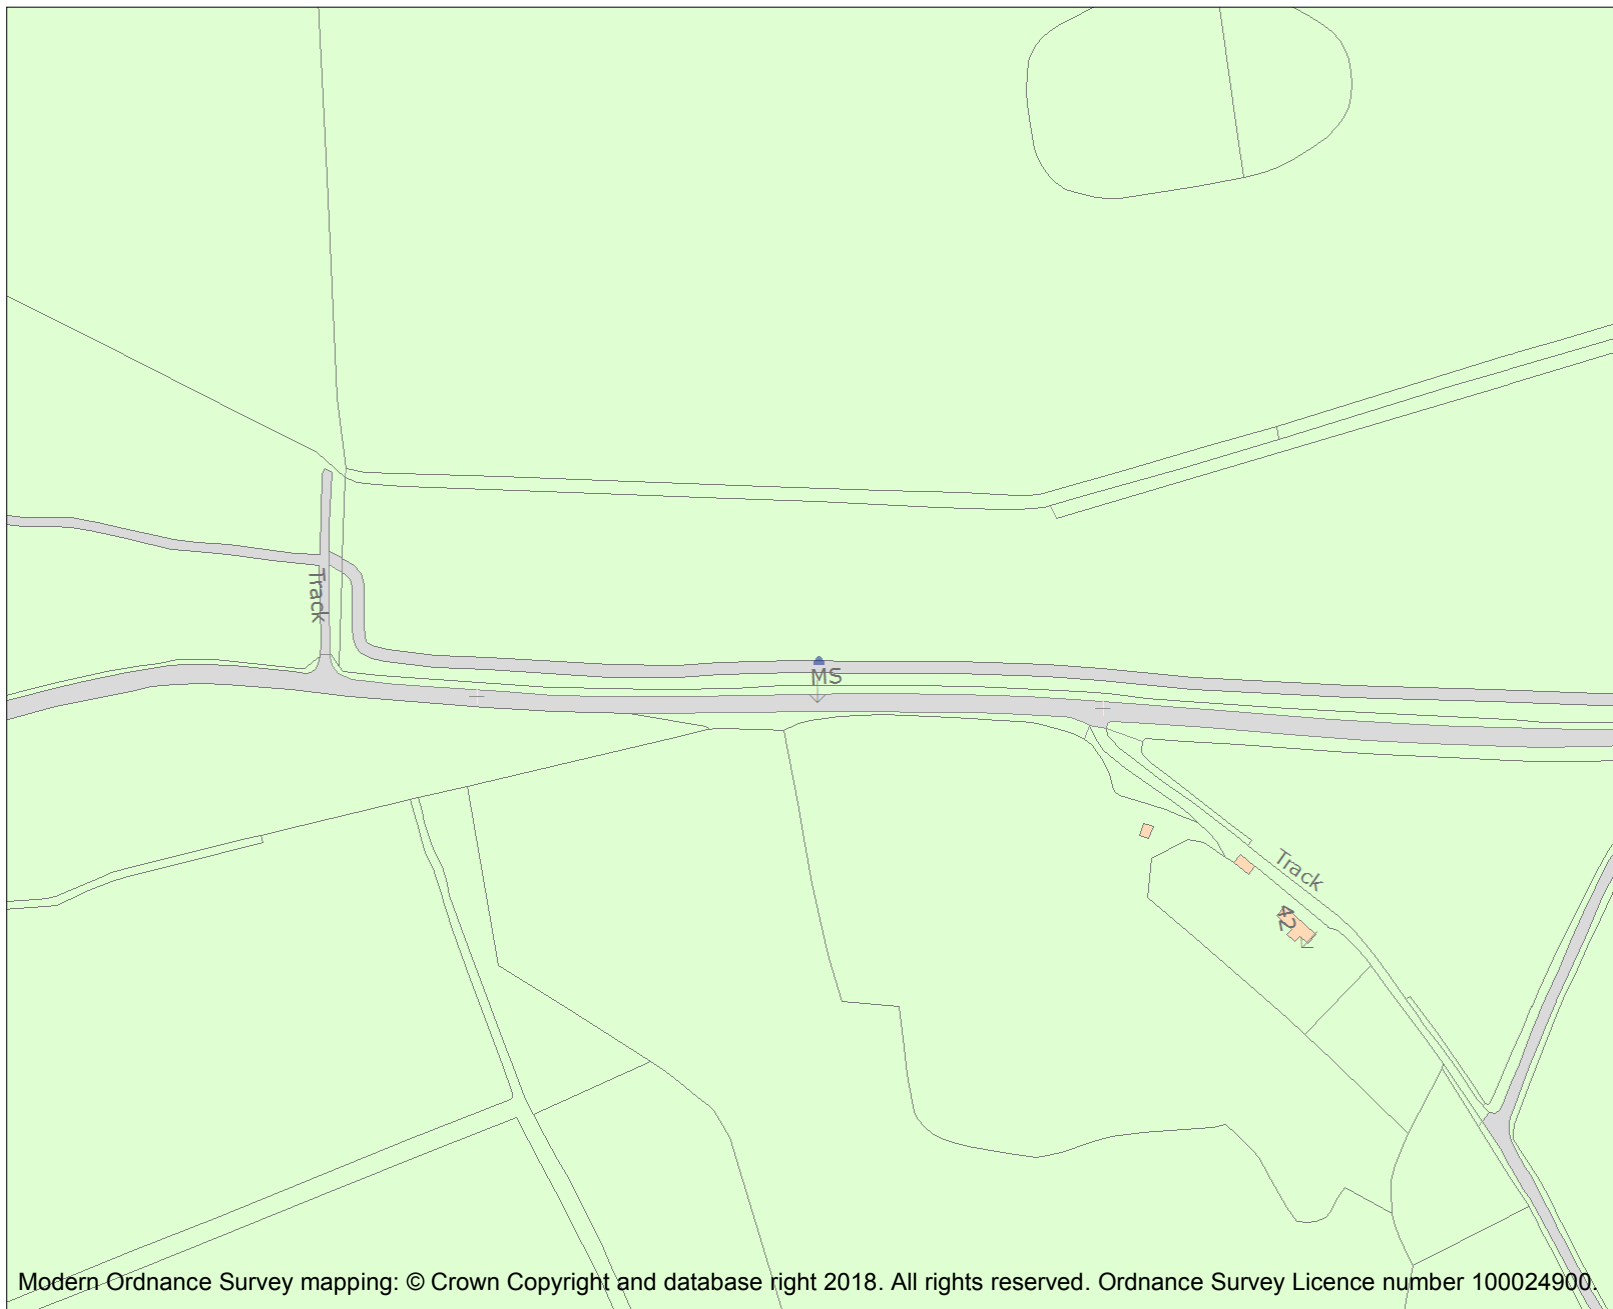 Track
MS
Track
42
Modern Ordnance Survey mapping: © Crown Copyright and database right 2018. All rights reserved. Ordnance Survey Licence number 100024900.